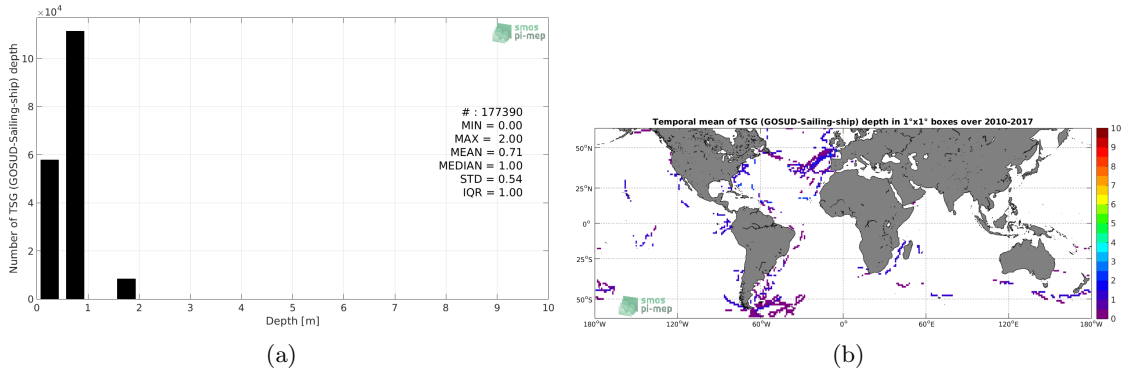 ×10⁴
smos
pi-mep
10
8
6
4
2
0
Number of TSG (GOSUD-Sailing-ship) depth
# : 177390
MIN = 0.00
MAX = 2.00
MEAN = 0.71
MEDIAN = 1.00
STD = 0.54
IQR = 1.00
0 1 2 3 4 5 6 7 8 9 10
Depth [m]
(a)
Temporal mean of TSG (GOSUD-Sailing-ship) depth in 1°x1° boxes over 2010-2017
50°N
25°N
0°
25°S
50°S
smos
pi-mep
180°W 120°W 60°W 0° 60°E 120°E 180°W
10
9
8
7
6
5
4
3
2
1
0
(b)